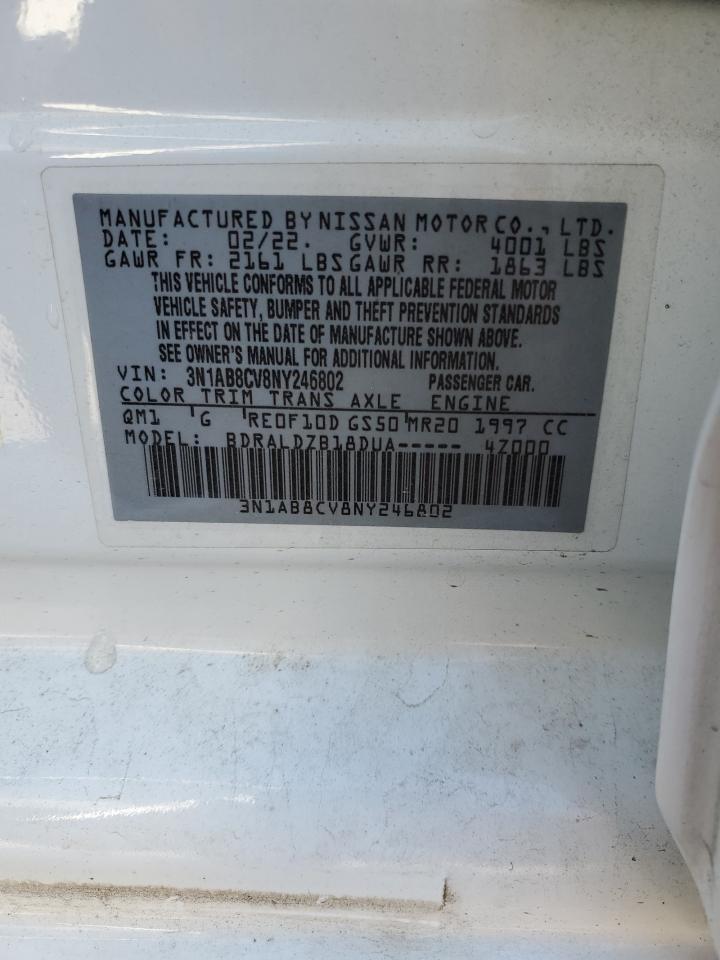 MANUFACTURED BY NISSAN MOTOR CO., LTD.
DATE: 02/22. GVWR: 4001 LBS
GAWR FR: 2161 LBS GAWR RR: 1863 LBS
THIS VEHICLE CONFORMS TO ALL APPLICABLE FEDERAL MOTOR
VEHICLE SAFETY, BUMPER AND THEFT PREVENTION STANDARDS
IN EFFECT ON THE DATE OF MANUFACTURE SHOWN ABOVE.
SEE OWNER'S MANUAL FOR ADDITIONAL INFORMATION.
VIN: 3N1AB8CV8NY246802 PASSENGER CAR.
COLOR TRIM TRANS AXLE ENGINE
QM1 G RE0F10D GS50 MR20 1997 CC
MODEL: BDRALDZB18DUA----- 4Z000
3N1AB8CV8NY246802